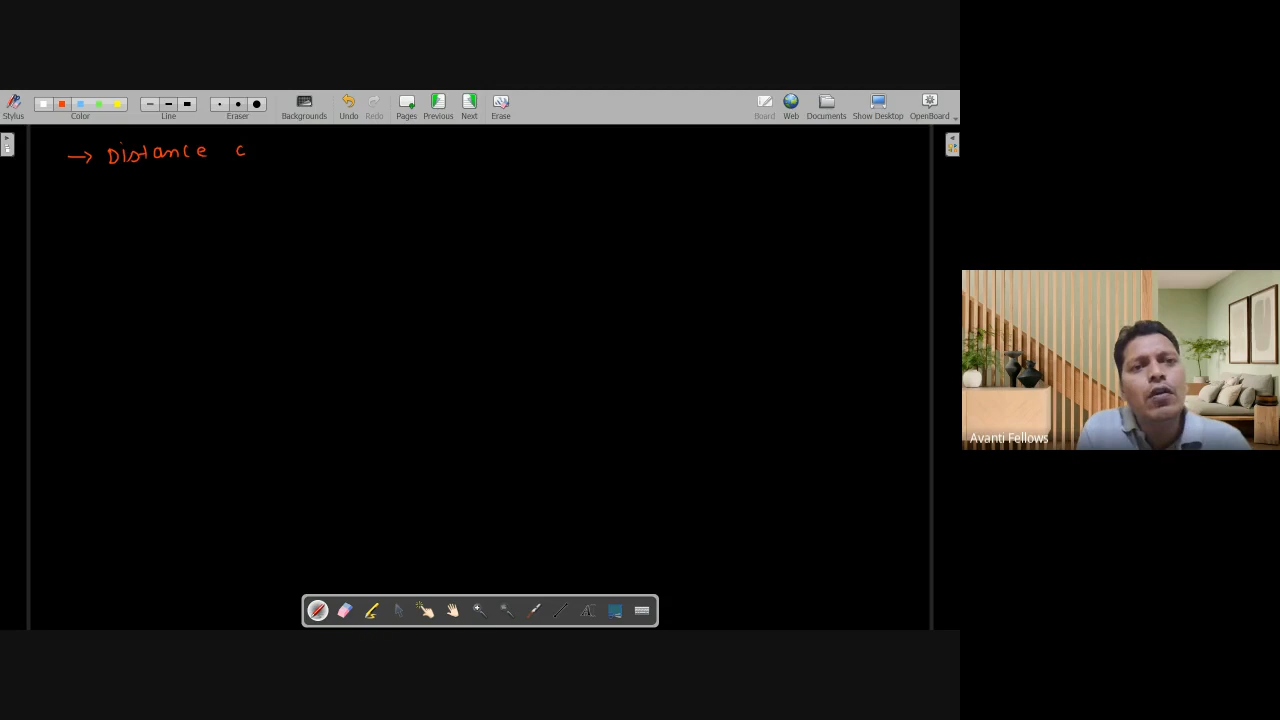 Stylus
Color
Line
Eraser
Backgrounds
Undo
Redo
Pages
Previous
Next
Erase
Board
Web
Documents
Show Desktop
OpenBoard
→ Distance c
Avanti Fellows